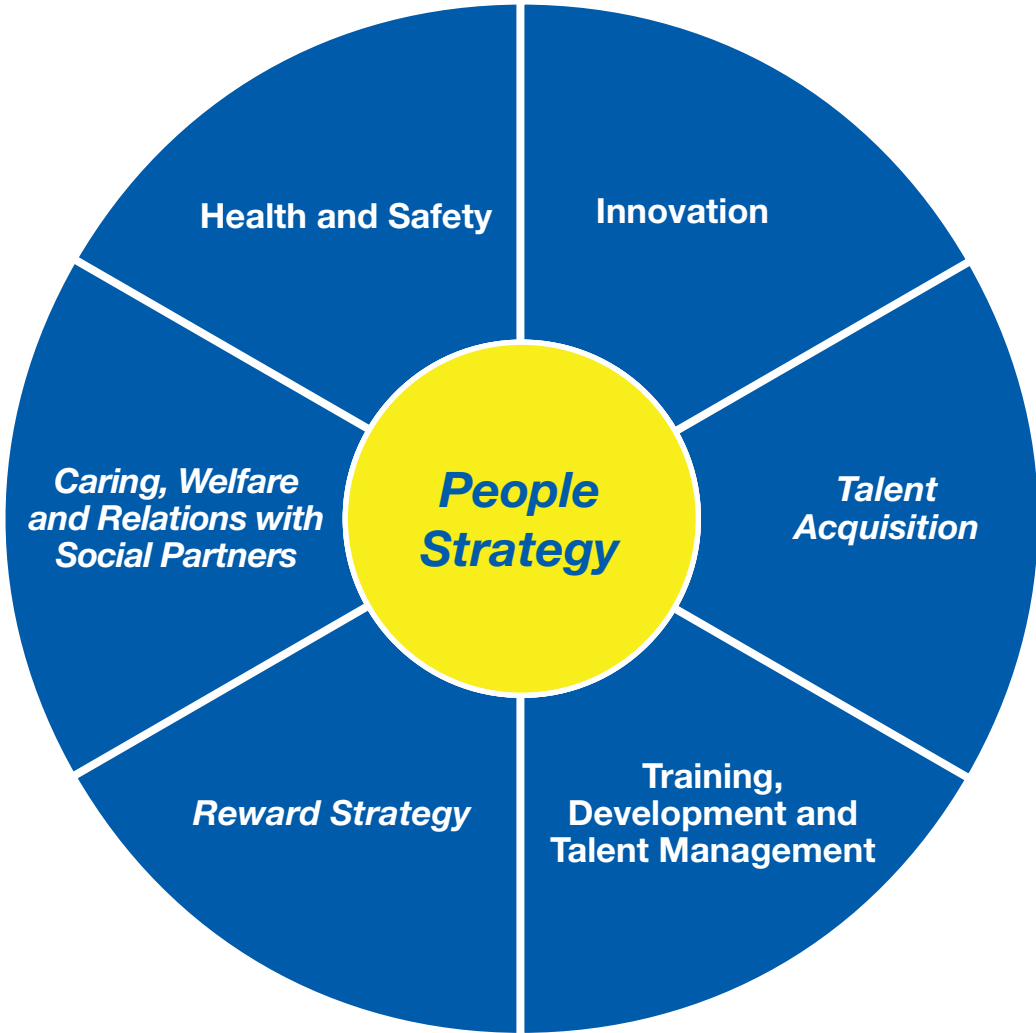 Health and Safety
Innovation
Caring, Welfare
and Relations with
Social Partners
People
Strategy
Talent
Acquisition
Reward Strategy
Training,
Development and
Talent Management